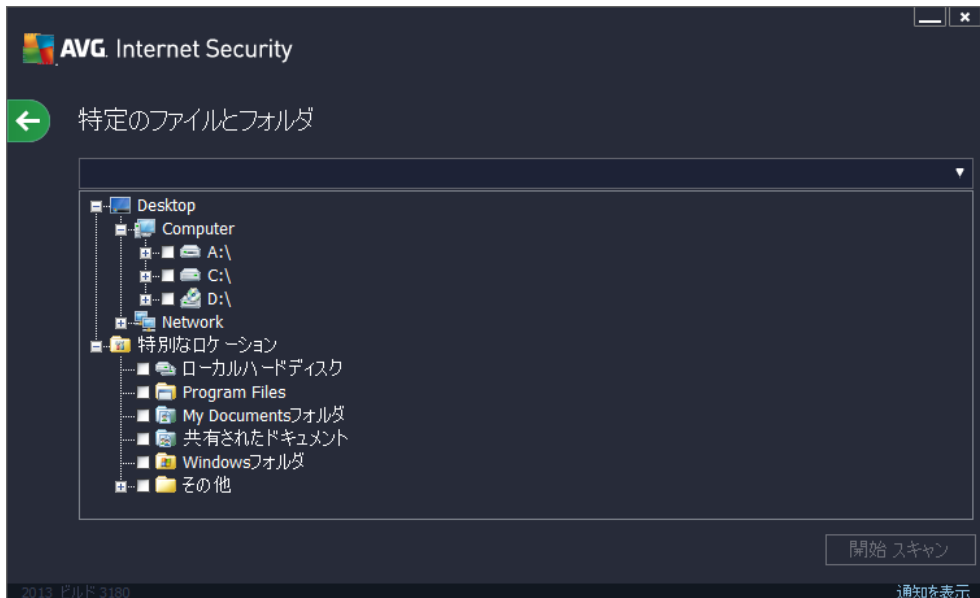 AVG. Internet Security
特定のファイルとフォルダ
Desktop
Computer
A:\
C:\
D:\
Network
特別なロケーション
ローカルハードディスク
Program Files
My Documentsフォルダ
共有されたドキュメント
Windowsフォルダ
その他
開始 スキャン
2013 ビルド 3180
通知を表示